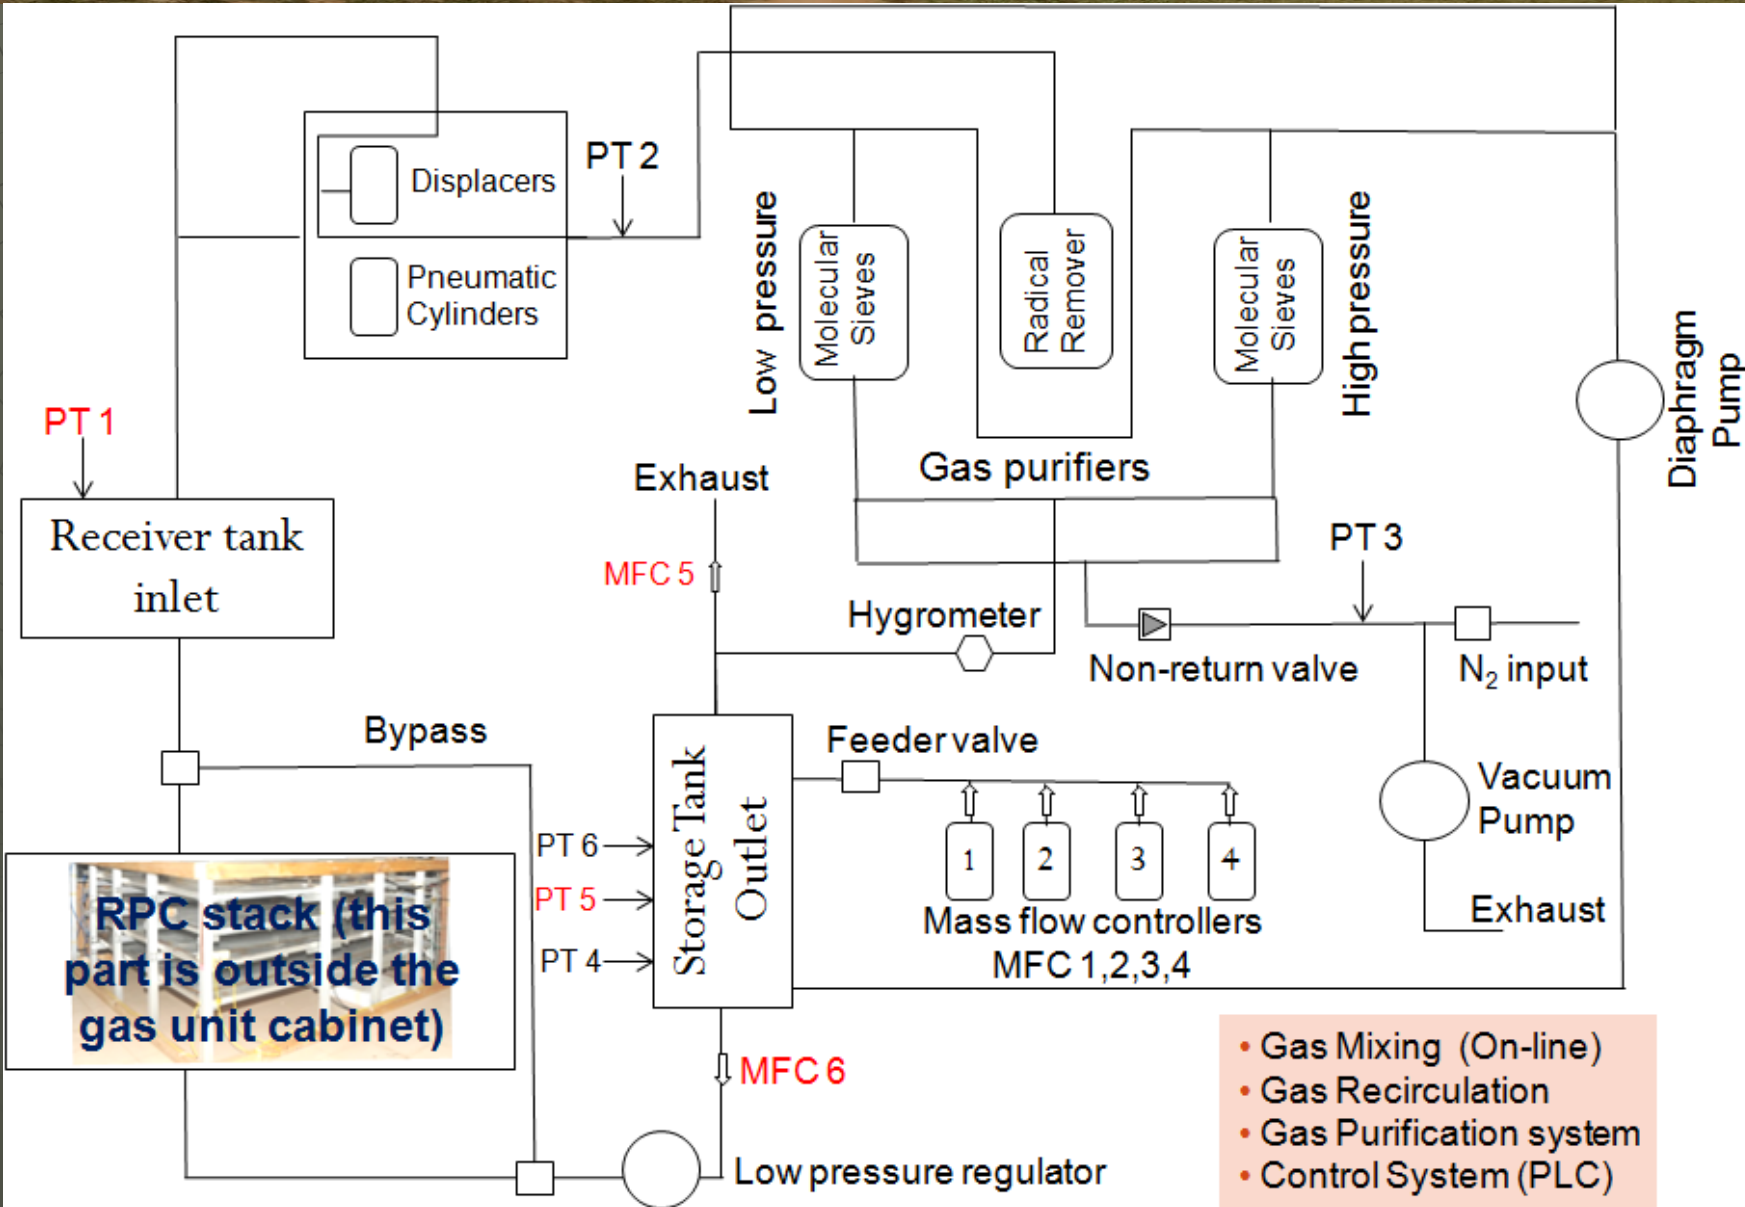 PT 2
Displacers
Pneumatic
Cylinders
Low pressure
Molecular
Sieves
Radical
Remover
Molecular
Sieves
High pressure
Diaphragm
Pump
PT 1
Receiver tank
inlet
Exhaust
MFC 5
Gas purifiers
PT 3
Hygrometer
Non-return valve
N₂ input
Bypass
Feeder valve
Storage Tank
Outlet
PT 6
PT 5
PT 4
1 2 3 4
Mass flow controllers
MFC 1,2,3,4
Vacuum
Pump
Exhaust
RPC stack (this
part is outside the
gas unit cabinet)
MFC 6
Low pressure regulator
• Gas Mixing (On-line)
• Gas Recirculation
• Gas Purification system
• Control System (PLC)